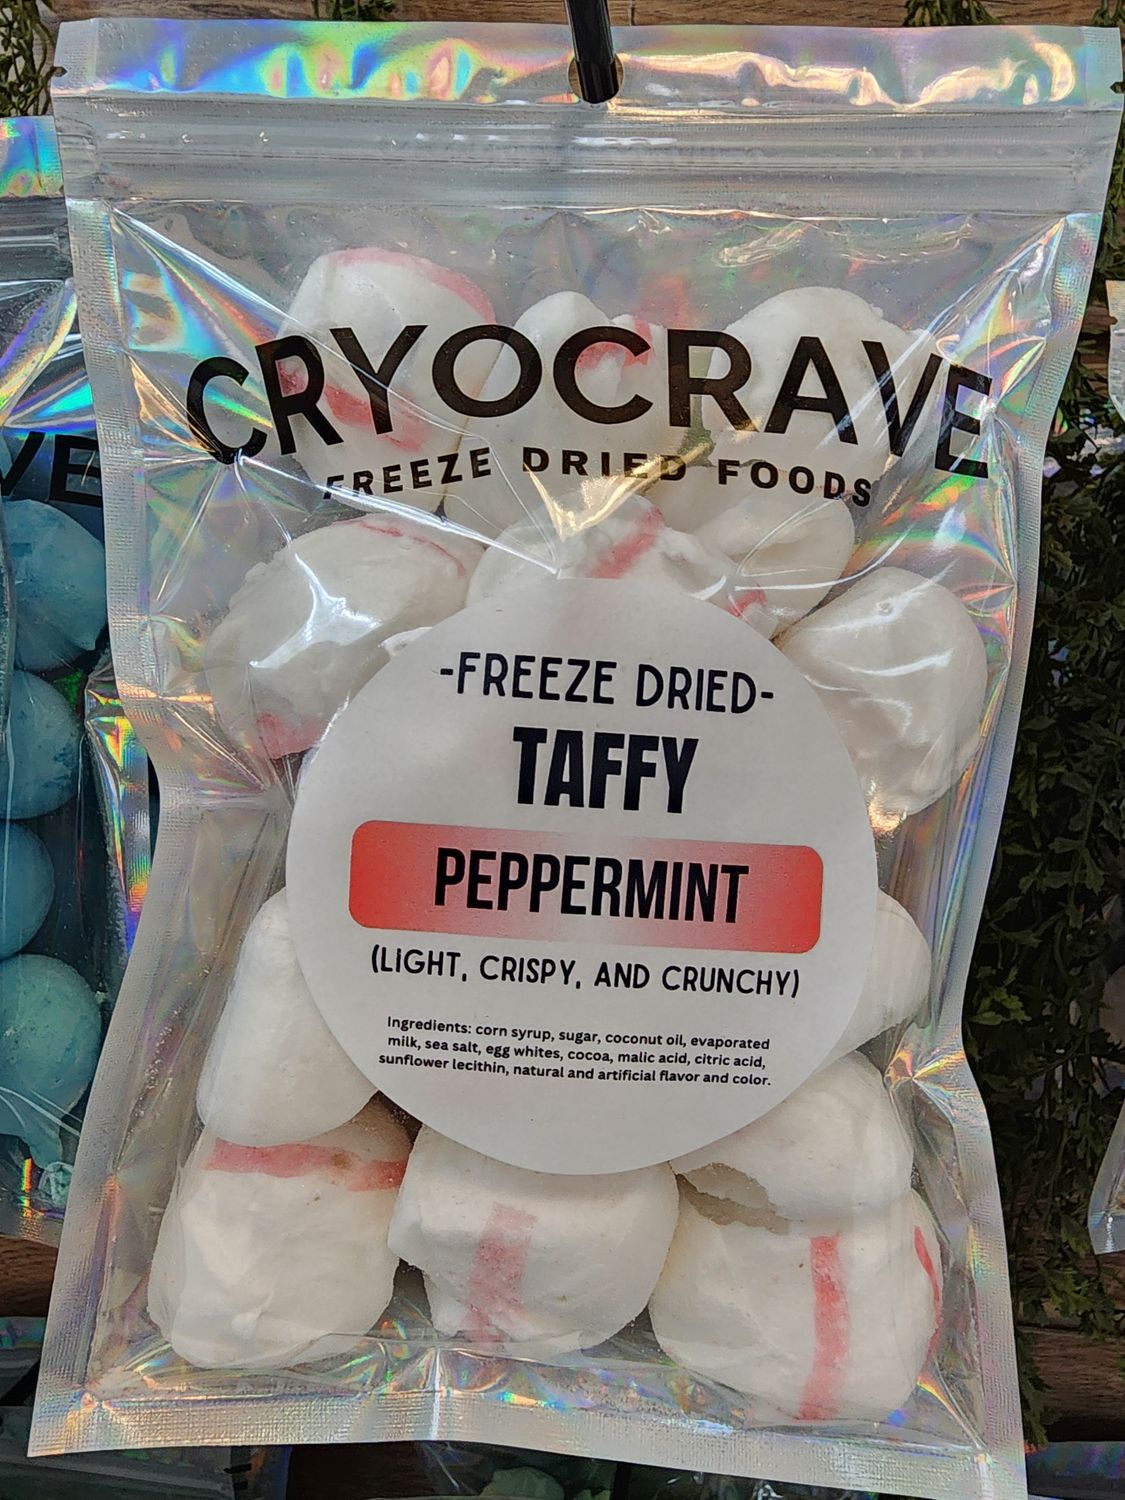 CRYOCRAVE
FREEZE DRIED FOODS
-FREEZE DRIED-
TAFFY
PEPPERMINT
(LIGHT, CRISPY, AND CRUNCHY)
Ingredients: corn syrup, sugar, coconut oil, evaporated
milk, sea salt, egg whites, cocoa, malic acid, citric acid,
sunflower lecithin, natural and artificial flavor and color.
VE